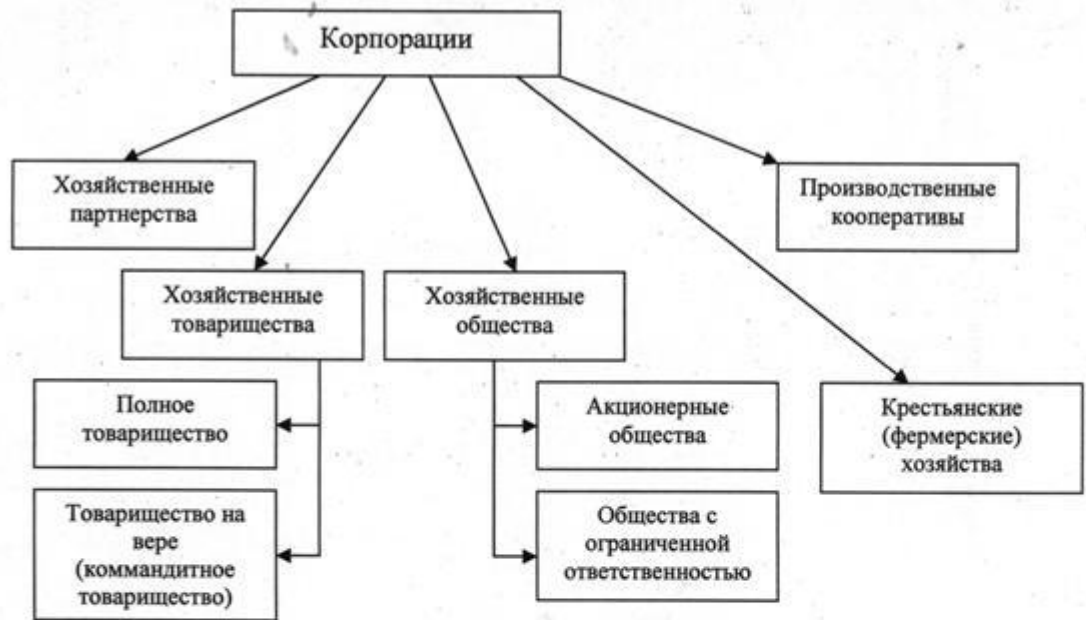 Корпорации
Хозяйственные
партнерства
Производственные
кооперативы
Хозяйственные
товарищества
Хозяйственные
общества
Полное
товарищество
Акционерные
общества
Крестьянские
(фермерские)
хозяйства
Товарищество на
вере
(коммандитное
товарищество)
Общества с
ограниченной
ответственностью